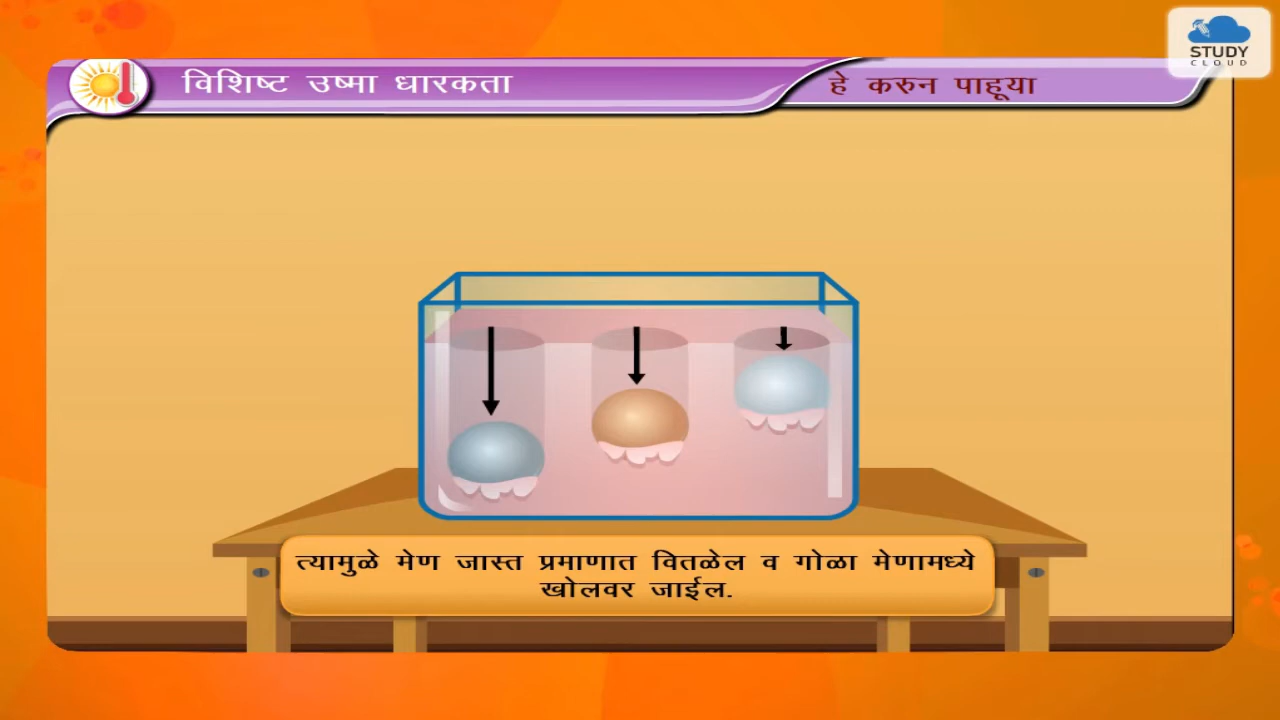 STUDY
CLOUD
विशिष्ट उष्मा धारकता
हे करुन पाहूया
त्यामुळे मेण जास्त प्रमाणात वितळेल व गोळा मेणामध्ये
खोलवर जाईल.